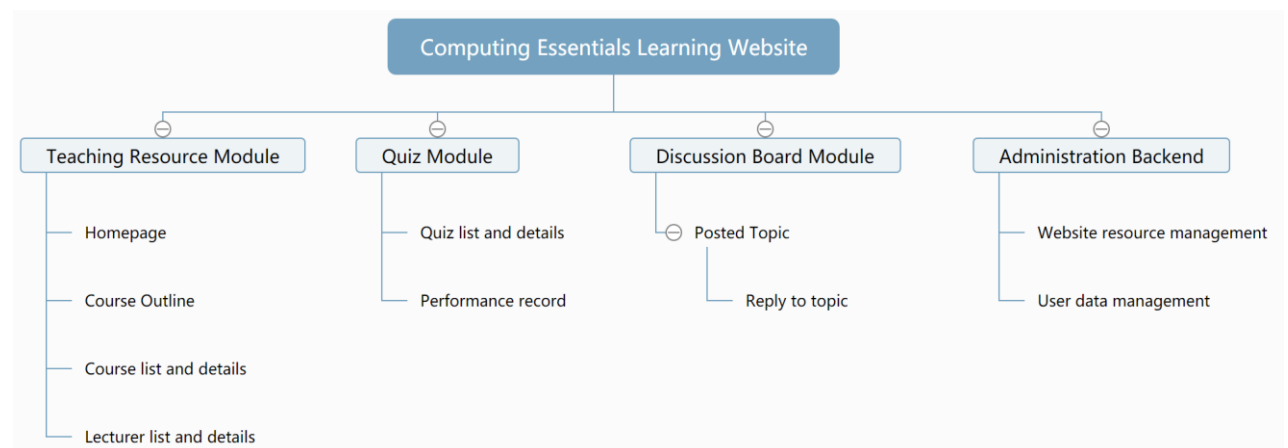 Computing Essentials Learning Website
Teaching Resource Module
Homepage
Course Outline
Course list and details
Lecturer list and details
Quiz Module
Quiz list and details
Performance record
Discussion Board Module
Posted Topic
Reply to topic
Administration Backend
Website resource management
User data management